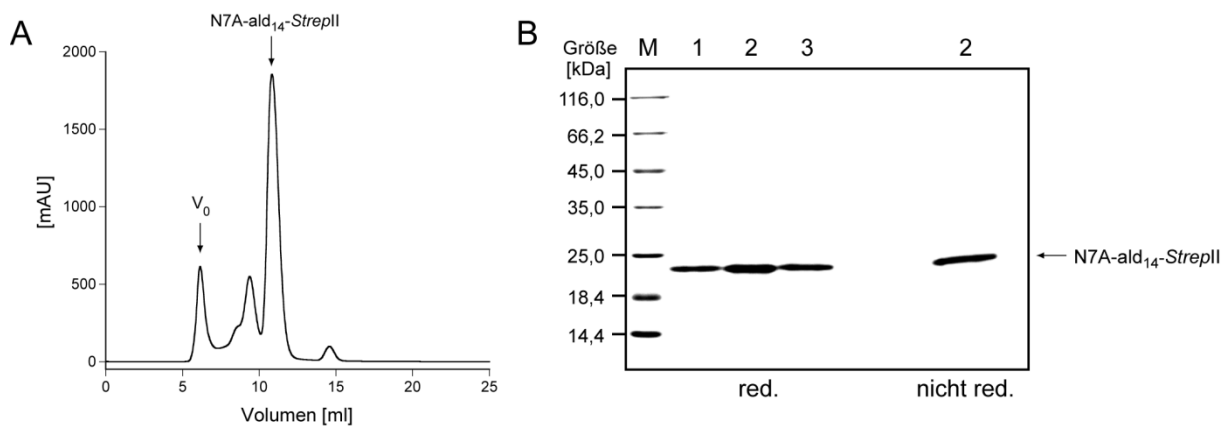 A
N7A-ald₁₄-StrepII
2000
1500
1000
500
0
[mAU]
V₀
0 5 10 15 20 25
Volumen [ml]
B
Größe
[kDa]
M 1 2 3 2
116,0
66,2
45,0
35,0
25,0
18,4
14,4
N7A-ald₁₄-StrepII
red. nicht red.